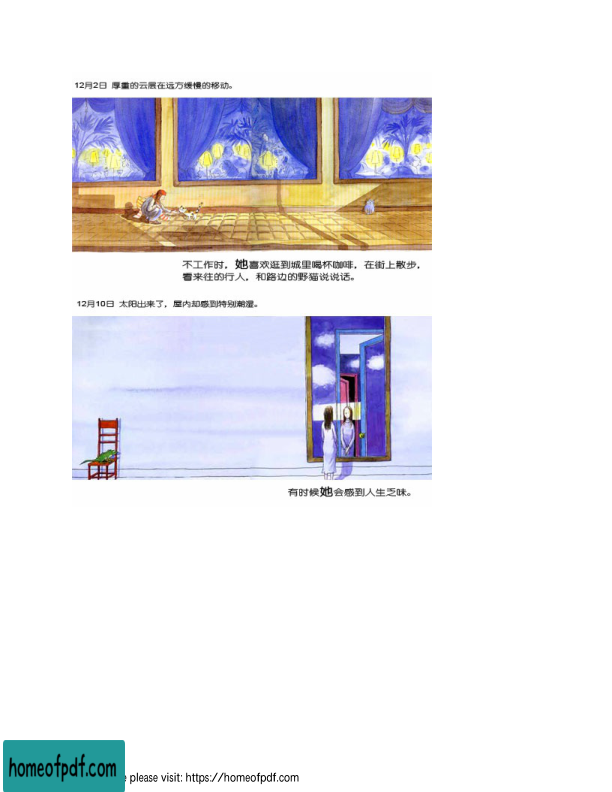 12月2日 厚重的云层在远方缓慢的移动。
不工作时，她喜欢逛到城里喝杯咖啡，在街上散步，
看来往的行人，和路边的野猫说说话。
12月10日 太阳出来了，屋内却感到特别潮湿。
有时候她会感到人生乏味。
homeofpdf.com
e please visit: https://homeofpdf.com